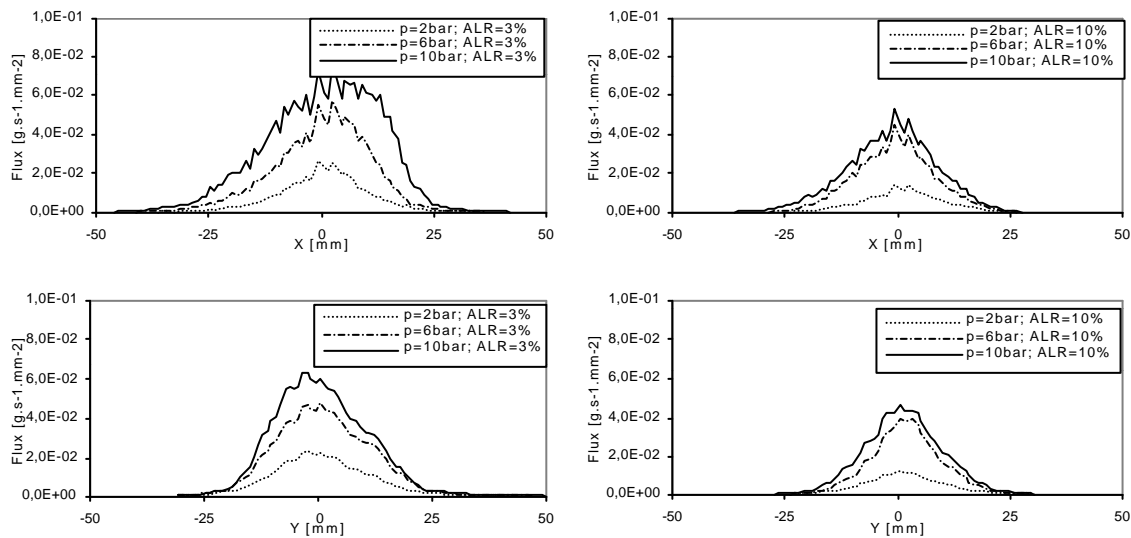 1,0E-01
8,0E-02
6,0E-02
4,0E-02
2,0E-02
0,0E+00
Flux [g.s-1.mm-2]
p=2bar; ALR=3%
p=6bar; ALR=3%
p=10bar; ALR=3%
-50 -25 0 25 50
X [mm]
1,0E-01
8,0E-02
6,0E-02
4,0E-02
2,0E-02
0,0E+00
Flux [g.s-1.mm-2]
p=2bar; ALR=10%
p=6bar; ALR=10%
p=10bar; ALR=10%
-50 -25 0 25 50
X [mm]
1,0E-01
8,0E-02
6,0E-02
4,0E-02
2,0E-02
0,0E+00
Flux [g.s-1.mm-2]
p=2bar; ALR=3%
p=6bar; ALR=3%
p=10bar; ALR=3%
-50 -25 0 25 50
Y [mm]
1,0E-01
8,0E-02
6,0E-02
4,0E-02
2,0E-02
0,0E+00
Flux [g.s-1.mm-2]
p=2bar; ALR=10%
p=6bar; ALR=10%
p=10bar; ALR=10%
-50 -25 0 25 50
Y [mm]